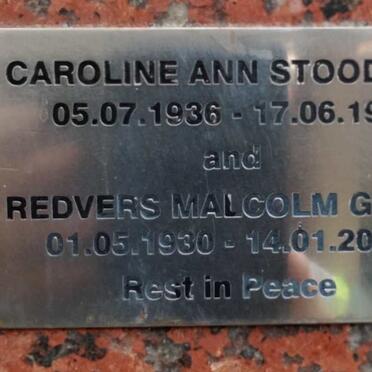 CAROLINE ANN STOOD
05.07.1936 - 17.06.19
and
REDVERS MALCOLM G
01.05.1930 - 14.01.20
Rest in Peace